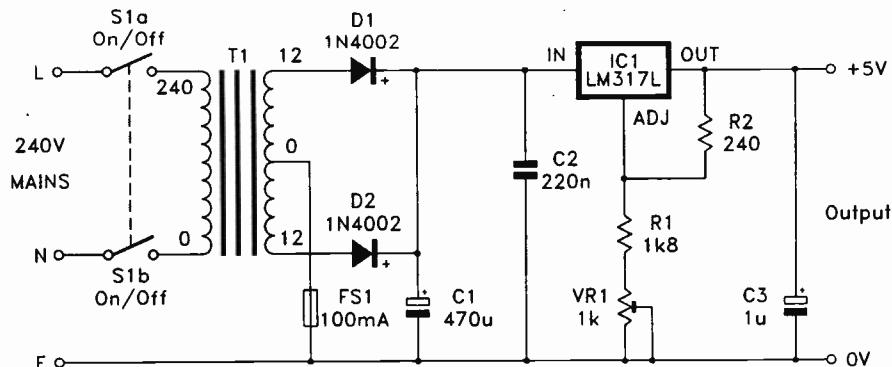 S1a
On/Off
L
240
T1
12
D1
1N4002
+
IN
IC1
LM317L
OUT
ADJ
+5V
R2
240
240V
MAINS
0
C2
220n
D2
1N4002
+
R1
1k8
Output
N
0
12
S1b
On/Off
FS1
100mA
+
C1
470u
VR1
1k
+
C3
1u
E
0V